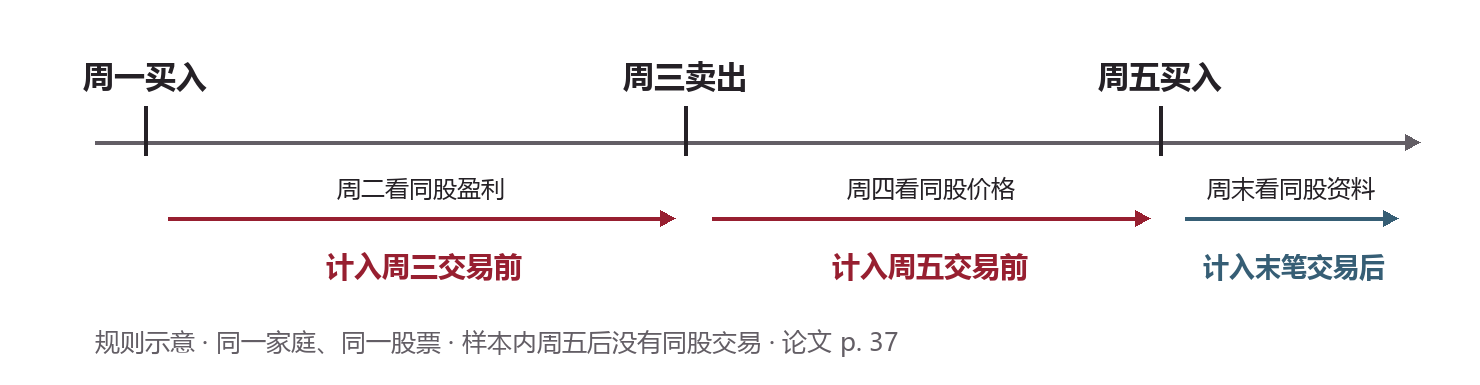 周一买入 周三卖出 周五买入
周二看同股盈利 周四看同股价格 周末看同股资料
计入周三交易前 计入周五交易前 计入末笔交易后
规则示意 · 同一家庭、同一股票 · 样本内周五后没有同股交易 · 论文 p. 37